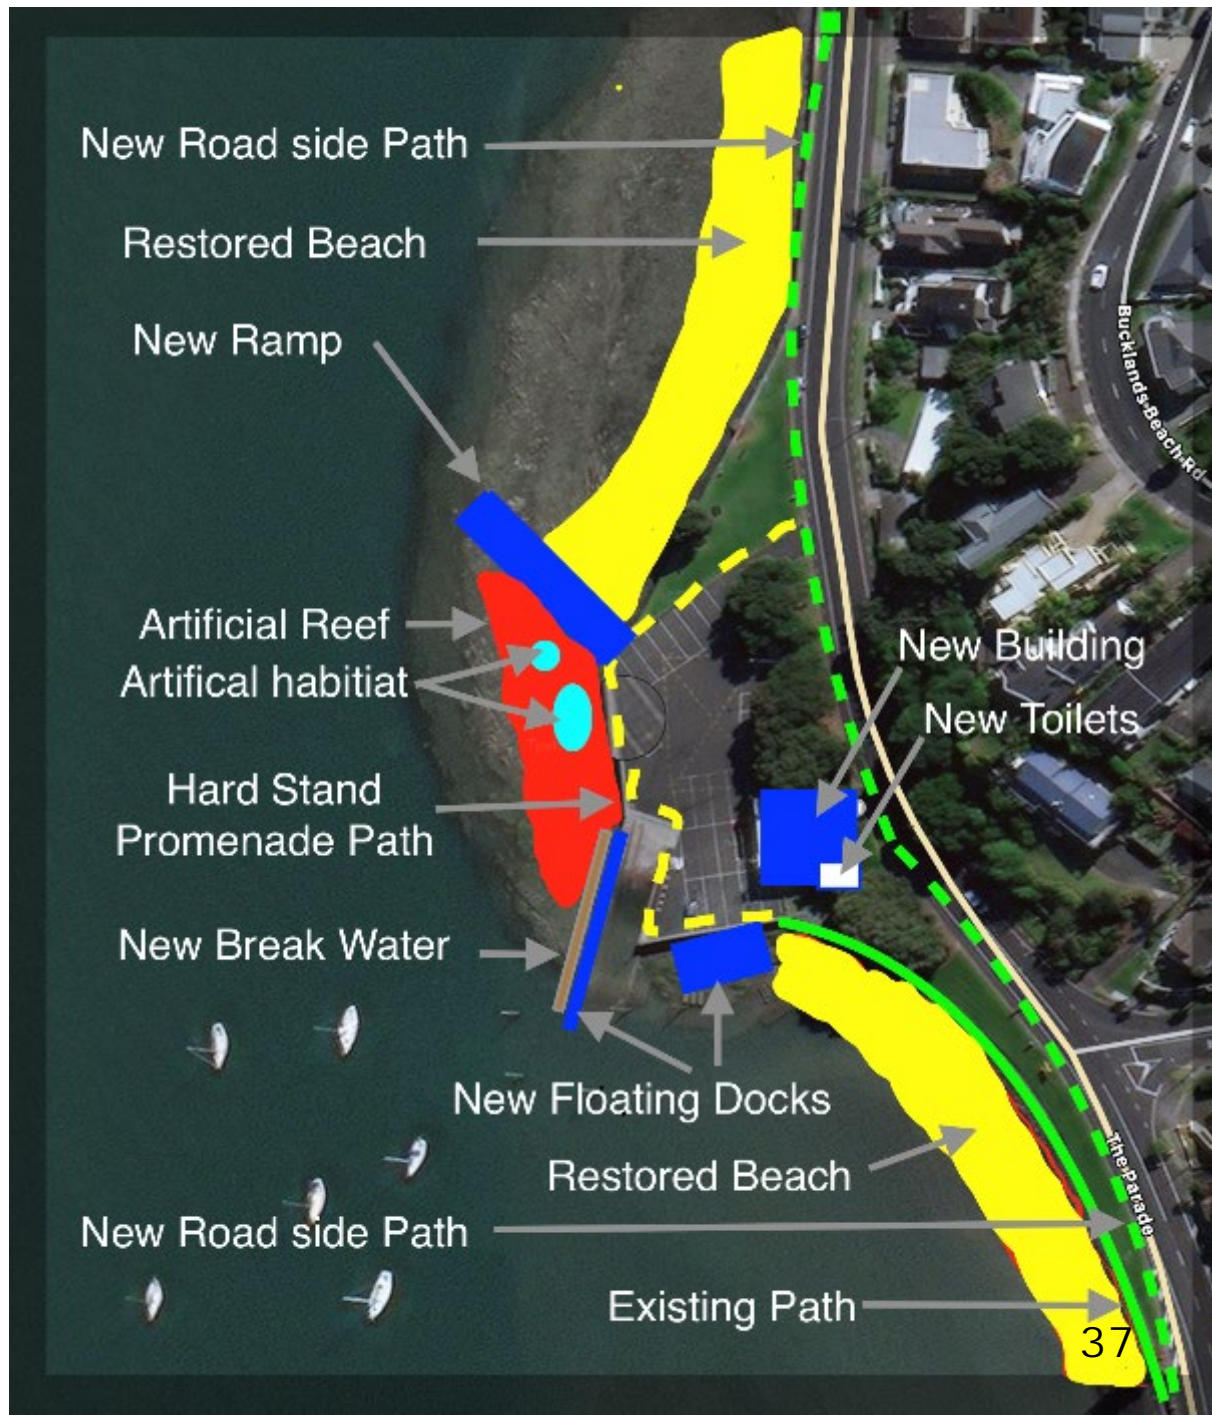 New Road side Path
Restored Beach
New Ramp
Bucklands Beach Rd
Artificial Reef
Artifical habitiat
New Building
New Toilets
Hard Stand
Promenade Path
New Break Water
New Floating Docks
Restored Beach
The Parade
New Road side Path
Existing Path
37